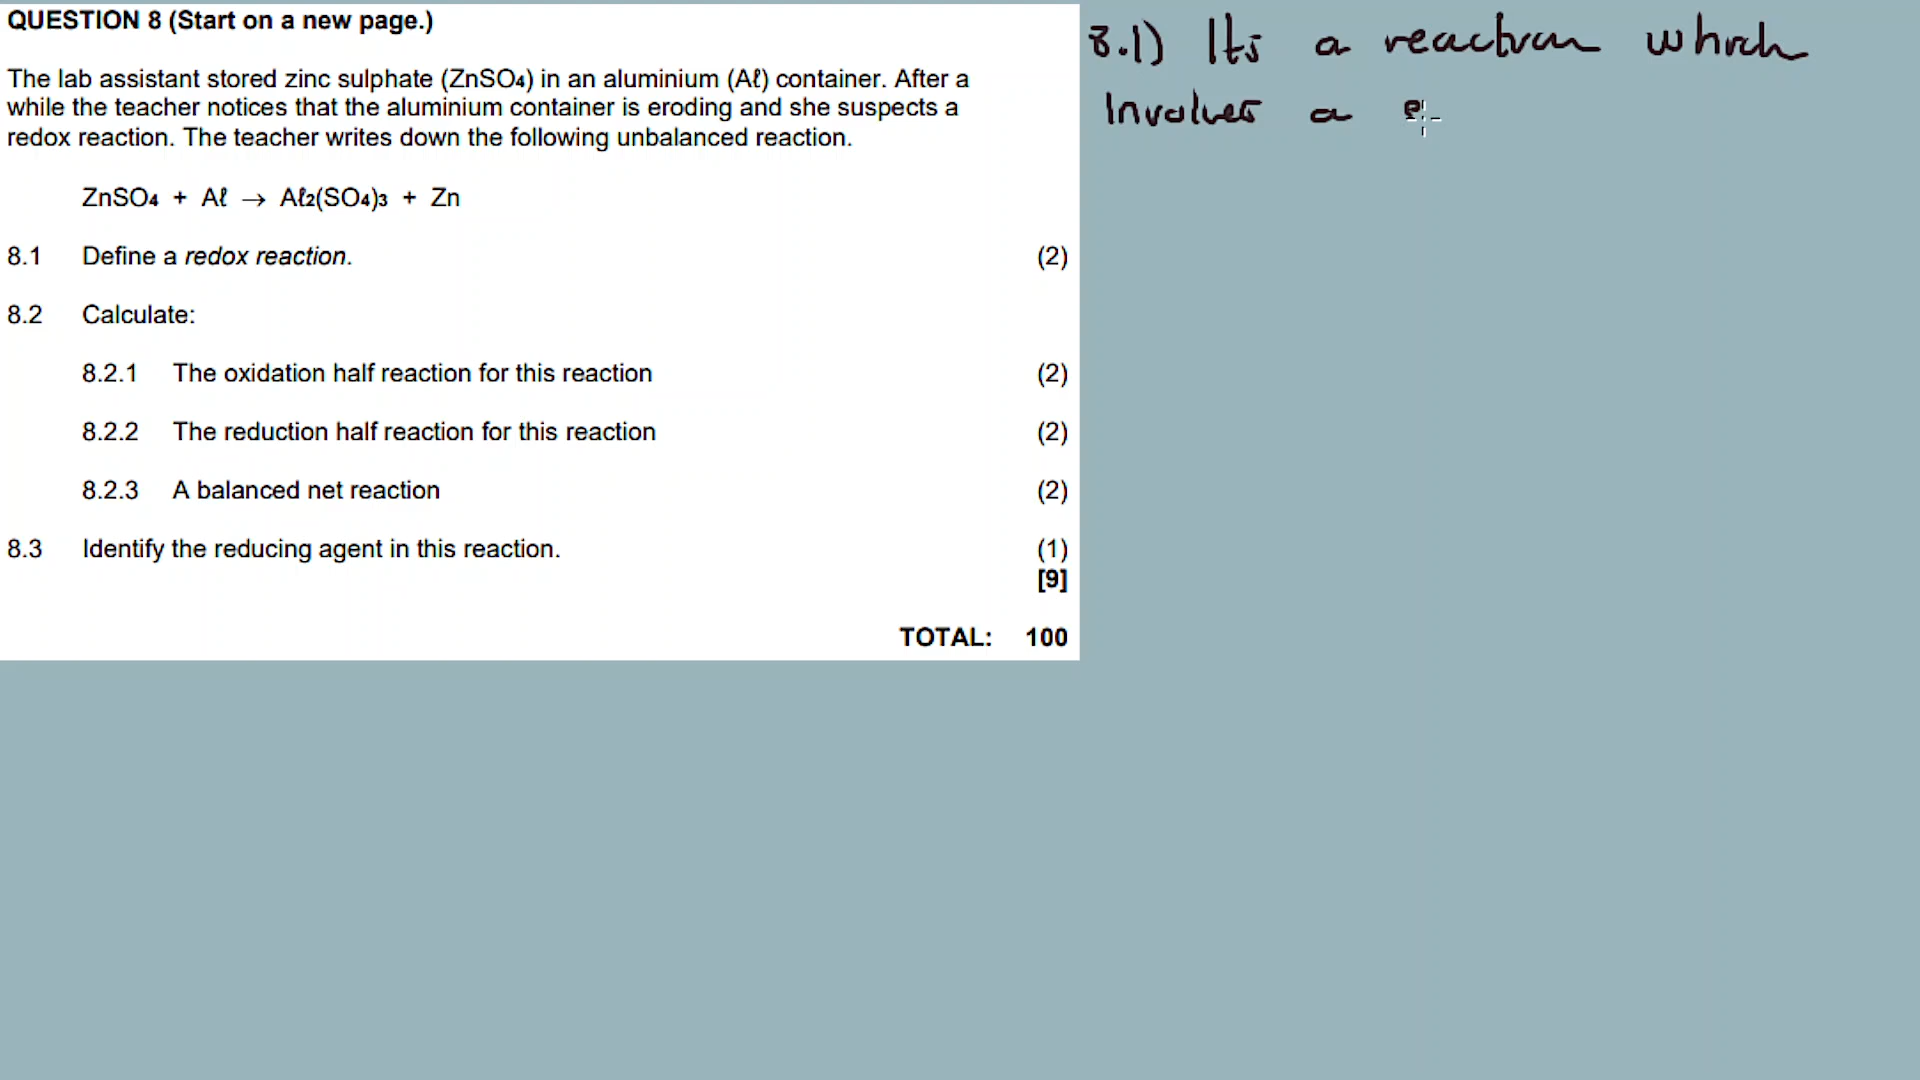 QUESTION 8 (Start on a new page.)
The lab assistant stored zinc sulphate (ZnSO₄) in an aluminium (Aℓ) container. After a
while the teacher notices that the aluminium container is eroding and she suspects a
redox reaction. The teacher writes down the following unbalanced reaction.
ZnSO₄ + Aℓ → Aℓ₂(SO₄)₃ + Zn
8.1 Define a redox reaction. (2)
8.2 Calculate:
8.2.1 The oxidation half reaction for this reaction (2)
8.2.2 The reduction half reaction for this reaction (2)
8.2.3 A balanced net reaction (2)
8.3 Identify the reducing agent in this reaction. (1)
[9]
TOTAL: 100
8.1) Its a reaction which
Involves a